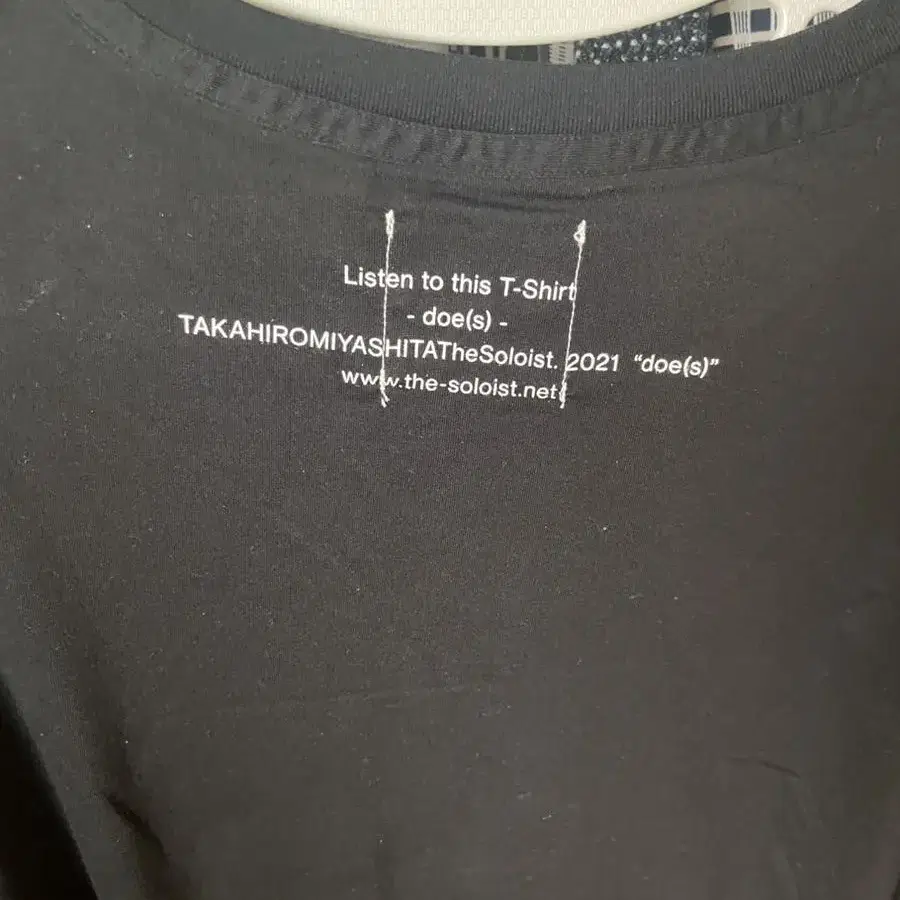 Listen to this T-Shirt
- doe(s) -
TAKAHIROMIYASHITATheSoloist. 2021 “doe(s)”
www.the-soloist.net